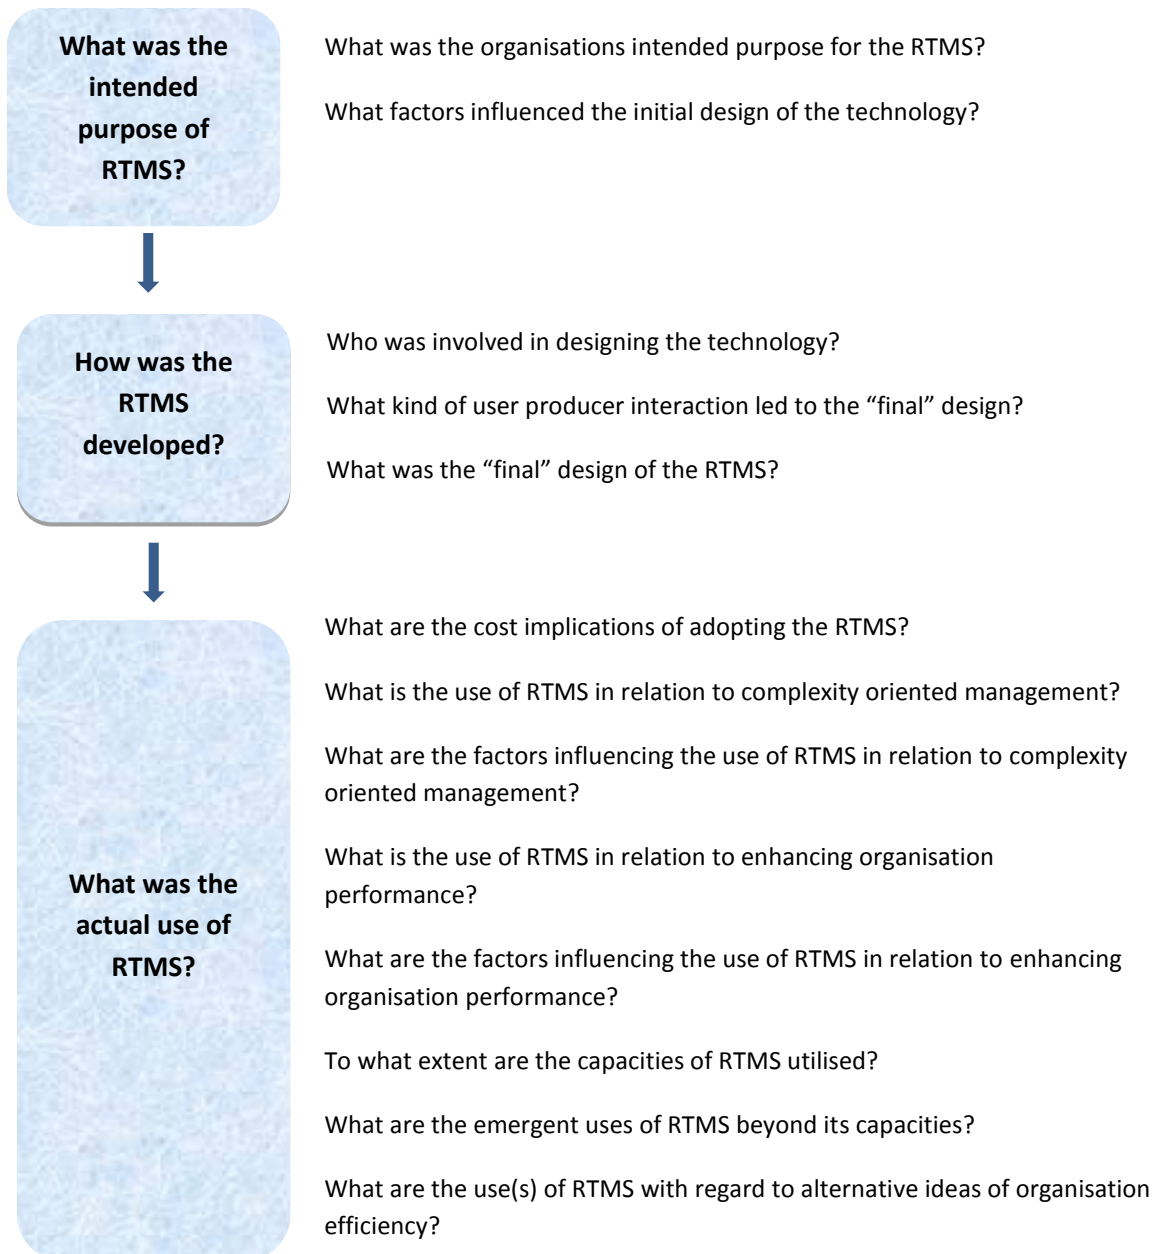 What was the
intended
purpose of
RTMS?
What was the organisations intended purpose for the RTMS?
What factors influenced the initial design of the technology?
How was the
RTMS
developed?
Who was involved in designing the technology?
What kind of user producer interaction led to the “final” design?
What was the “final” design of the RTMS?
What was the
actual use of
RTMS?
What are the cost implications of adopting the RTMS?
What is the use of RTMS in relation to complexity oriented management?
What are the factors influencing the use of RTMS in relation to complexity
oriented management?
What is the use of RTMS in relation to enhancing organisation
performance?
What are the factors influencing the use of RTMS in relation to enhancing
organisation performance?
To what extent are the capacities of RTMS utilised?
What are the emergent uses of RTMS beyond its capacities?
What are the use(s) of RTMS with regard to alternative ideas of organisation
efficiency?